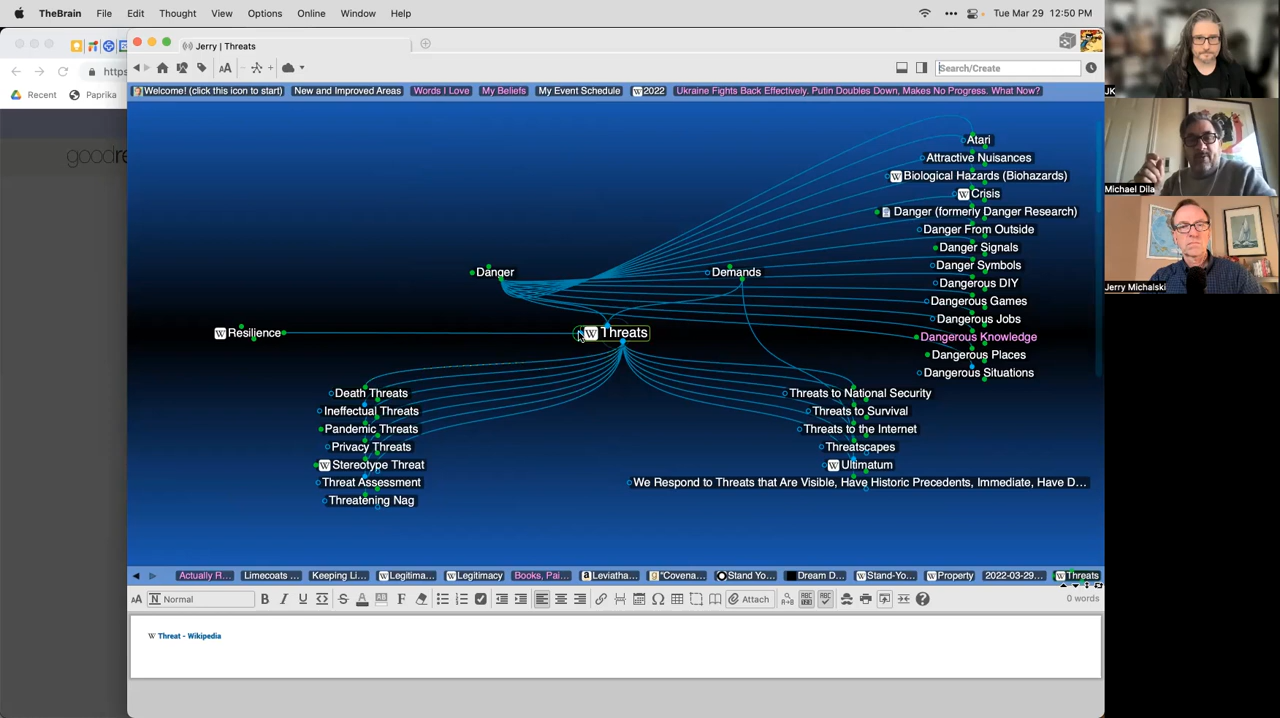 TheBrain File Edit Thought View Options Online Window Help Tue Mar 29 12:50 PM
Jerry | Threats
https
Search/Create
Recent Paprika
Welcome! (click this icon to start) New and Improved Areas Words I Love My Beliefs My Event Schedule W 2022 Ukraine Fights Back Effectively. Putin Doubles Down, Makes No Progress. What Now?
JK
goodre
Atari
Attractive Nuisances
W Biological Hazards (Biohazards)
W Crisis
Danger (formerly Danger Research)
Danger From Outside
Danger Signals
Danger Symbols
Dangerous DIY
Dangerous Games
Dangerous Jobs
Dangerous Knowledge
Dangerous Places
Dangerous Situations
Michael Dila
Danger
Demands
Jerry Michalski
W Resilience
W Threats
Death Threats
Ineffectual Threats
Pandemic Threats
Privacy Threats
W Stereotype Threat
Threat Assessment
Threatening Nag
Threats to National Security
Threats to Survival
Threats to the Internet
Threatscapes
W Ultimatum
We Respond to Threats that Are Visible, Have Historic Precedents, Immediate, Have D...
Actually R... Limecoats ... Keeping Li... W Legitima... W Legitimacy Books, Pai... a Leviatha... g "Covena... Stand Yo... Dream D... W Stand-Yo... W Property 2022-03-29... W Threats
AA N Normal B I U S A Attach 0 words
W Threat - Wikipedia